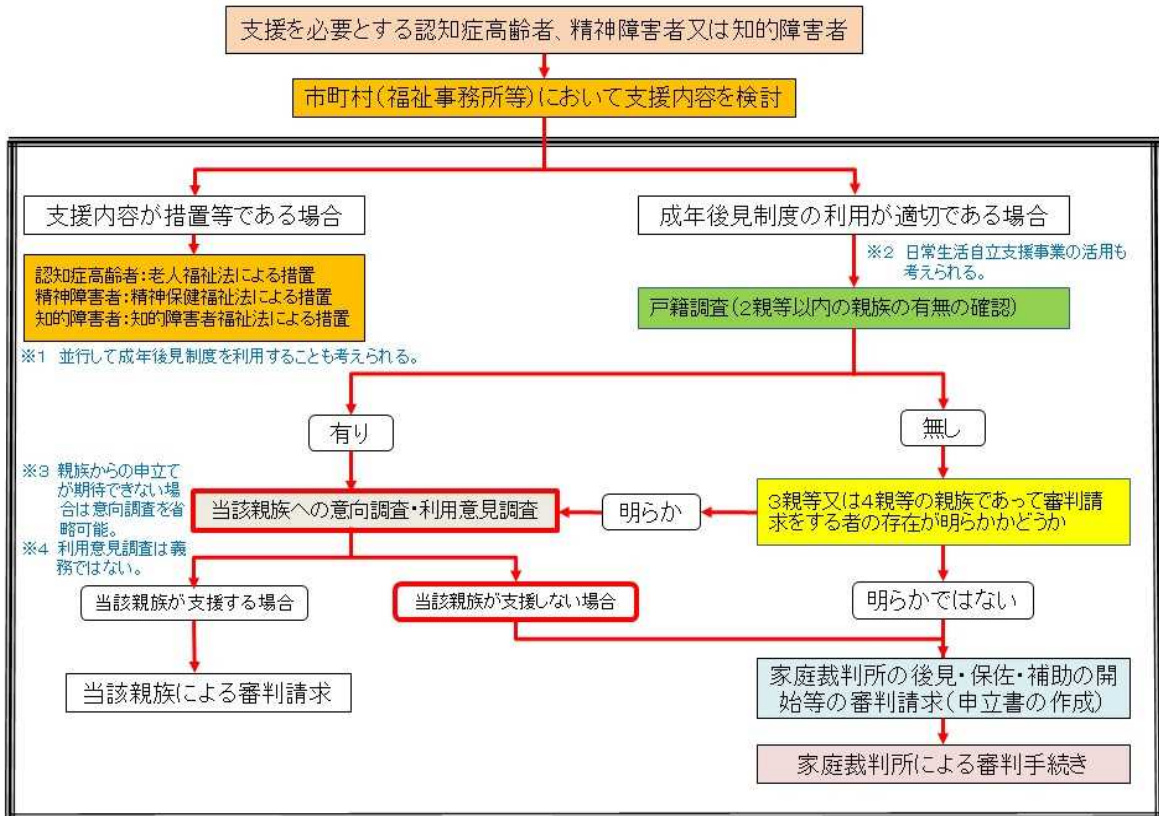 支援を必要とする認知症高齢者、精神障害者又は知的障害者
市町村(福祉事務所等)において支援内容を検討
支援内容が措置等である場合
成年後見制度の利用が適切である場合
認知症高齢者:老人福祉法による措置
精神障害者:精神保健福祉法による措置
知的障害者:知的障害者福祉法による措置
※1 並行して成年後見制度を利用することも考えられる。
※2 日常生活自立支援事業の活用も
考えられる。
戸籍調査(2親等以内の親族の有無の確認)
有り
無し
※3 親族からの申立て
が期待できない場
合は意向調査を省
略可能。
※4 利用意見調査は義
務ではない。
当該親族への意向調査・利用意見調査
明らか
3親等又は4親等の親族であって審判請
求をする者の存在が明らかかどうか
当該親族が支援する場合
当該親族が支援しない場合
明らかではない
当該親族による審判請求
家庭裁判所の後見・保佐・補助の開
始等の審判請求(申立書の作成)
家庭裁判所による審判手続き